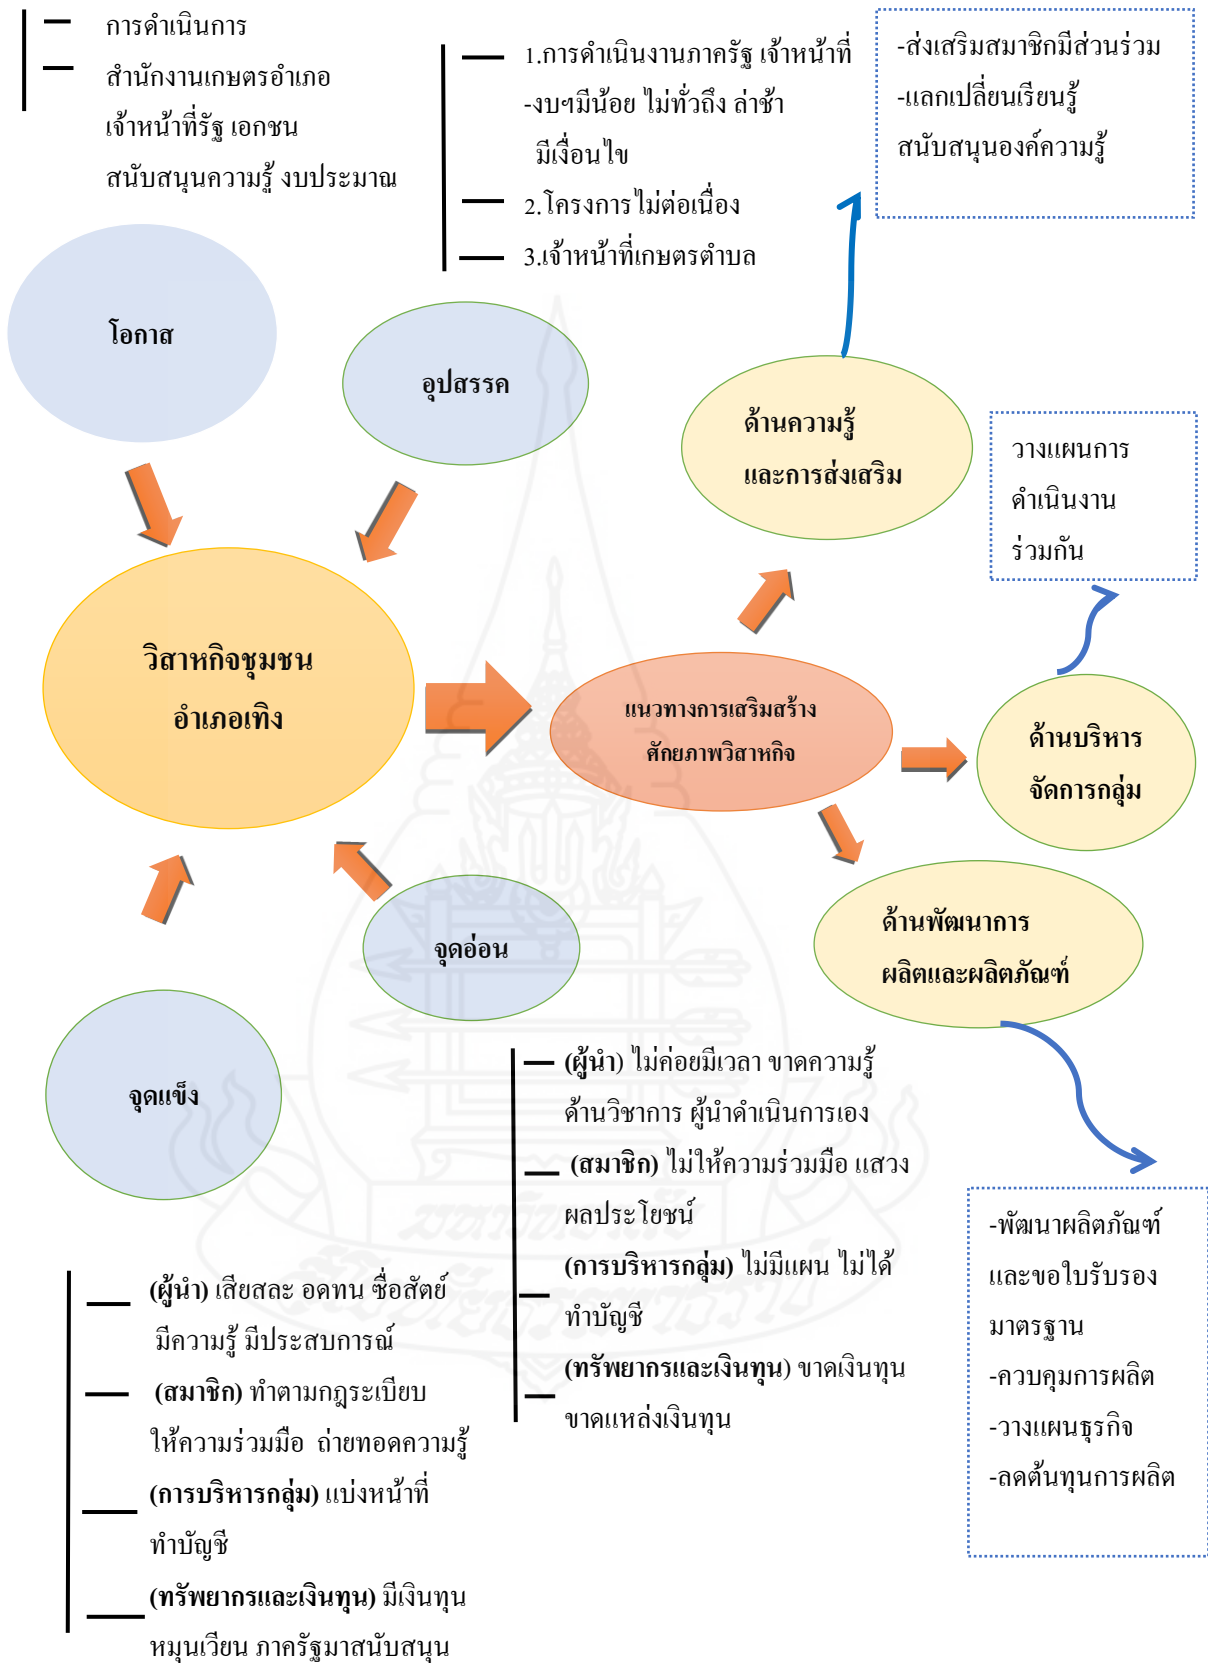 การดำเนินการ
สำนักงานเกษตรอำเภอ
เจ้าหน้าที่รัฐ เอกชน
สนับสนุนความรู้ งบประมาณ
1.การดำเนินงานภาครัฐ เจ้าหน้าที่
-งบฯมีน้อย ไม่ทั่วถึง ล่าช้า
มีเงื่อนไข
2.โครงการไม่ต่อเนื่อง
3.เจ้าหน้าที่เกษตรตำบล
-ส่งเสริมสมาชิกมีส่วนร่วม
-แลกเปลี่ยนเรียนรู้
สนับสนุนองค์ความรู้
โอกาส
อุปสรรค
ด้านความรู้
และการส่งเสริม
วางแผนการ
ดำเนินงาน
ร่วมกัน
วิสาหกิจชุมชน
อำเภอเทิง
แนวทางการเสริมสร้าง
ศักยภาพวิสาหกิจ
ด้านบริหาร
จัดการกลุ่ม
ด้านพัฒนาการ
ผลิตและผลิตภัณฑ์
จุดอ่อน
จุดแข็ง
(ผู้นำ) ไม่ค่อยมีเวลา ขาดความรู้
ด้านวิชาการ ผู้นำดำเนินการเอง
(สมาชิก) ไม่ให้ความร่วมมือ แสวง
ผลประโยชน์
(การบริหารกลุ่ม) ไม่มีแผน ไม่ได้
ทำบัญชี
(ทรัพยากรและเงินทุน) ขาดเงินทุน
ขาดแหล่งเงินทุน
-พัฒนาผลิตภัณฑ์
และขอใบรับรอง
มาตรฐาน
-ควบคุมการผลิต
-วางแผนธุรกิจ
-ลดต้นทุนการผลิต
(ผู้นำ) เสียสละ อดทน ซื่อสัตย์
มีความรู้ มีประสบการณ์
(สมาชิก) ทำตามกฎระเบียบ
ให้ความร่วมมือ ถ่ายทอดความรู้
(การบริหารกลุ่ม) แบ่งหน้าที่
ทำบัญชี
(ทรัพยากรและเงินทุน) มีเงินทุน
หมุนเวียน ภาครัฐมาสนับสนุน
มหาวิทยาลัย
สุโขทัยธรรมาธิราช